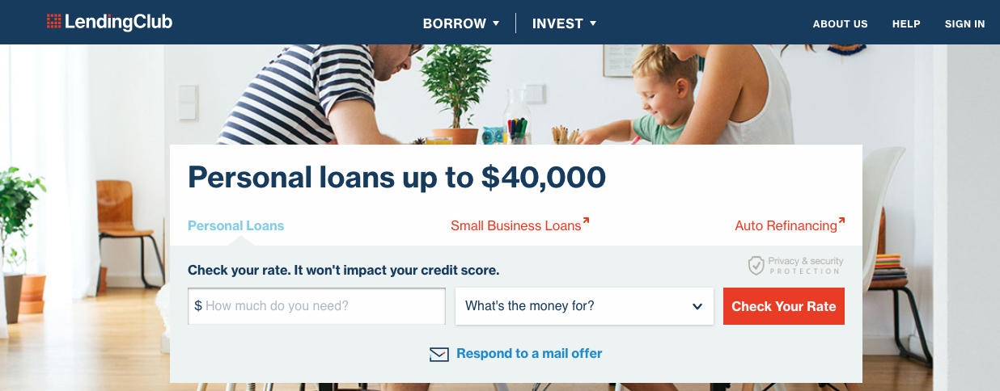 LendingClub
BORROW
INVEST
ABOUT US
HELP
SIGN IN
Personal loans up to $40,000
Personal Loans
Small Business Loans
Auto Refinancing
Check your rate. It won't impact your credit score.
Privacy & security
PROTECTION
$ How much do you need?
What's the money for?
Check Your Rate
Respond to a mail offer